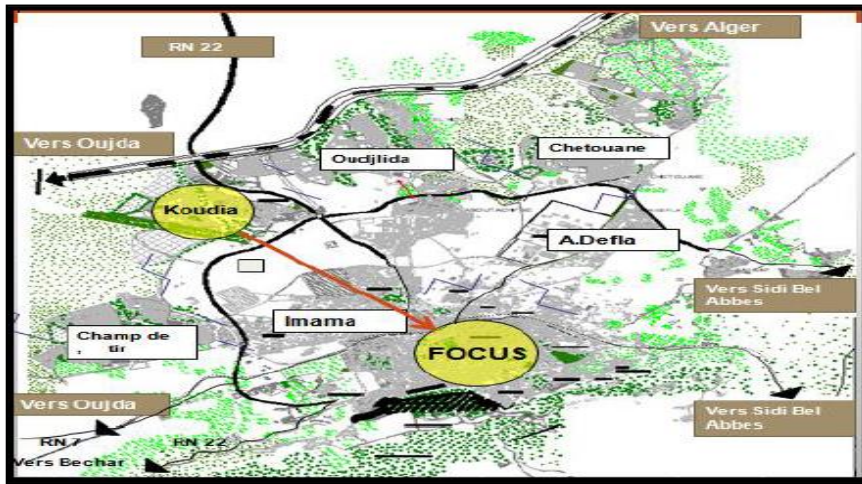 Vers Alger
RN 22
Vers Oujda
Oudjlida
Chetouane
CHETOUANE
Koudia
A.Defla
Vers Sidi Bel
Abbes
Imama
Champ de
, tir
FOCUS
Vers Oujda
Vers Sidi Bel
Abbes
RN 7
RN 22
Vers Bechar